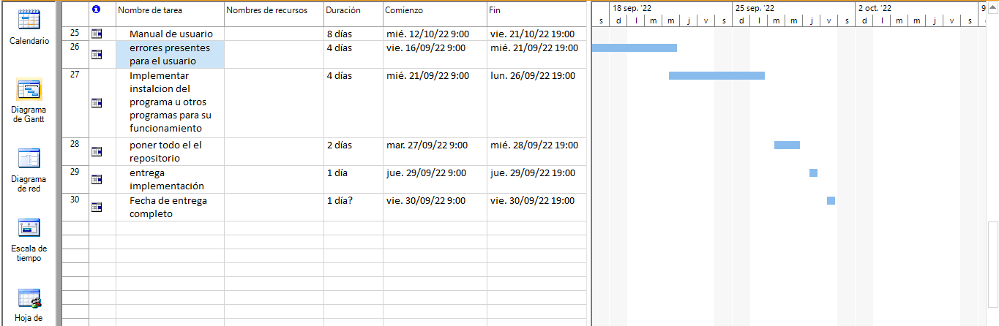 Calendario
Diagrama
de Gantt
Diagrama
de red
Escala de
tiempo
Hoja de
Nombre de tarea Nombres de recursos Duración Comienzo Fin
25 Manual de usuario 8 días mié. 12/10/22 9:00 vie. 21/10/22 19:00
26 errores presentes 4 días vie. 16/09/22 9:00 mié. 21/09/22 19:00
para el usuario
27 Implementar 4 días mié. 21/09/22 9:00 lun. 26/09/22 19:00
instalcion del
programa u otros
programas para su
funcionamiento
28 poner todo el el 2 días mar. 27/09/22 9:00 mié. 28/09/22 19:00
repositorio
29 entrega 1 día jue. 29/09/22 9:00 jue. 29/09/22 19:00
implementación
30 Fecha de entrega 1 día? vie. 30/09/22 9:00 vie. 30/09/22 19:00
completo
18 sep. '22 25 sep. '22 2 oct. '22 9
s d l m m j v s d l m m j v s d l m m j v s